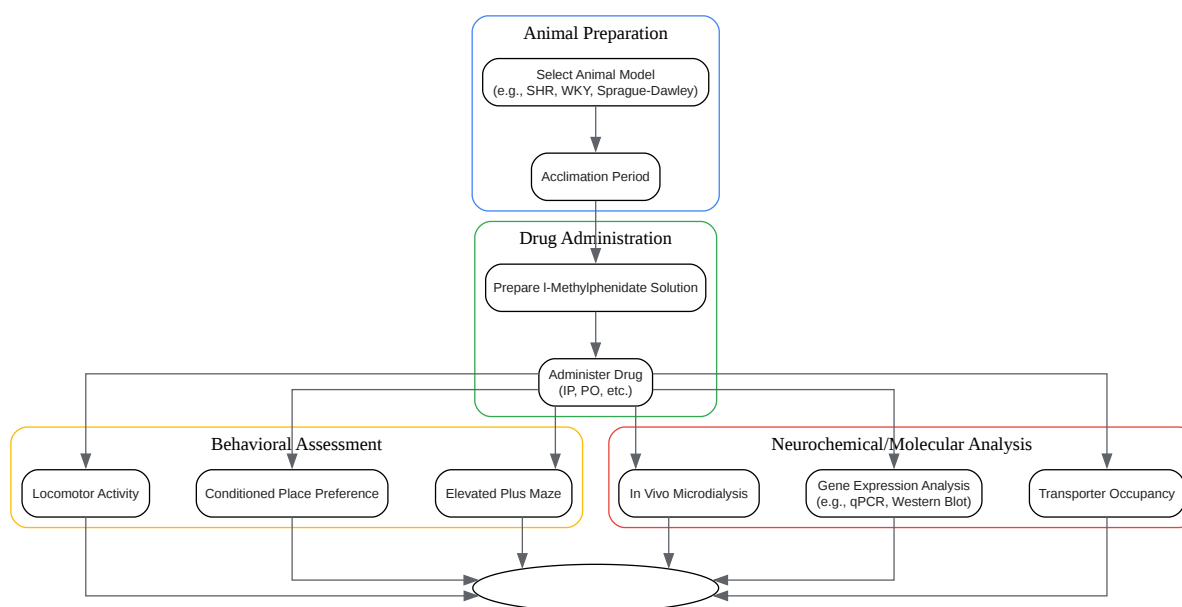 Animal Preparation
Select Animal Model
(e.g., SHR, WKY, Sprague-Dawley)
Acclimation Period
Drug Administration
Prepare l-Methylphenidate Solution
Administer Drug
(IP, PO, etc.)
Behavioral Assessment
Locomotor Activity
Conditioned Place Preference
Elevated Plus Maze
Neurochemical/Molecular Analysis
In Vivo Microdialysis
Gene Expression Analysis
(e.g., qPCR, Western Blot)
Transporter Occupancy